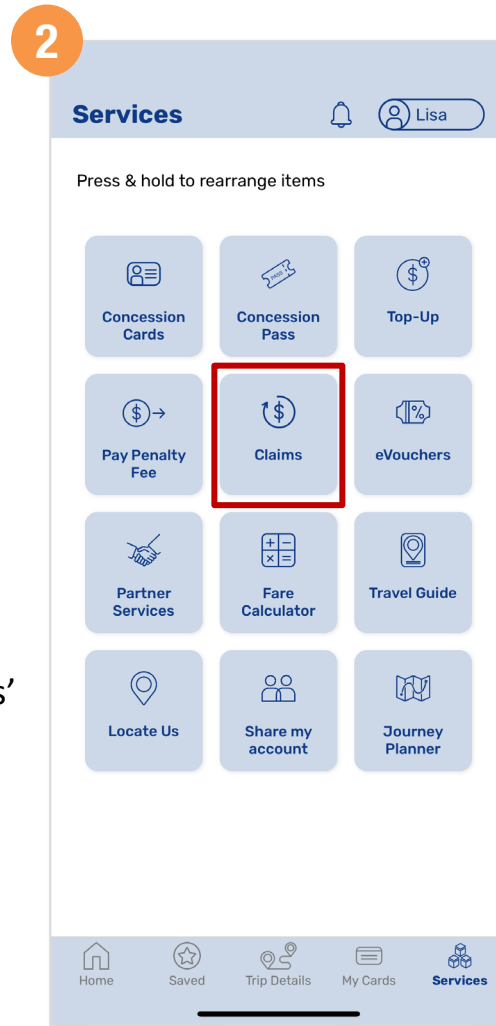 2
Services
Lisa
Press & hold to rearrange items
Concession
Cards
Concession
Pass
Top-Up
Pay Penalty
Fee
Claims
eVouchers
Partner
Services
Fare
Calculator
Travel Guide
s’
Locate Us
Share my
account
Journey
Planner
Home
Saved
Trip Details
My Cards
Services